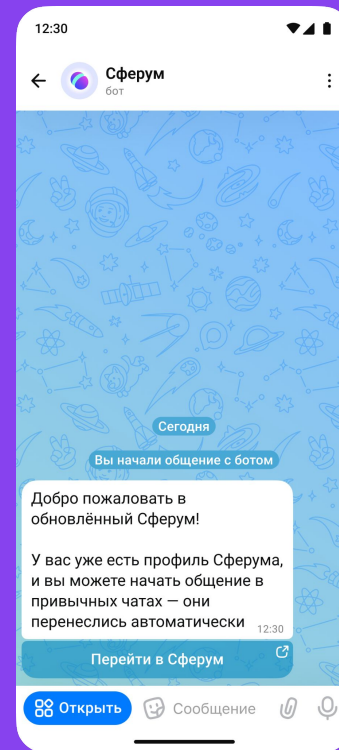 12:30
Сферум
бот
Сегодня
Вы начали общение с ботом
Добро пожаловать в
обновлённый Сферум!
У вас уже есть профиль Сферума,
и вы можете начать общение в
привычных чатах — они
перенеслись автоматически
12:30
Перейти в Сферум
Открыть
Сообщение